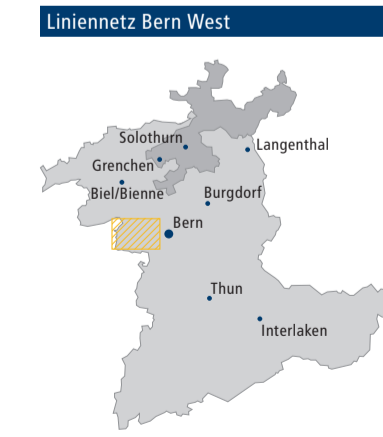 Liniennetz Bern West
Solothurn
Langenthal
Grenchen
Biel/Bienne
Burgdorf
Bern
Thun
Interlaken